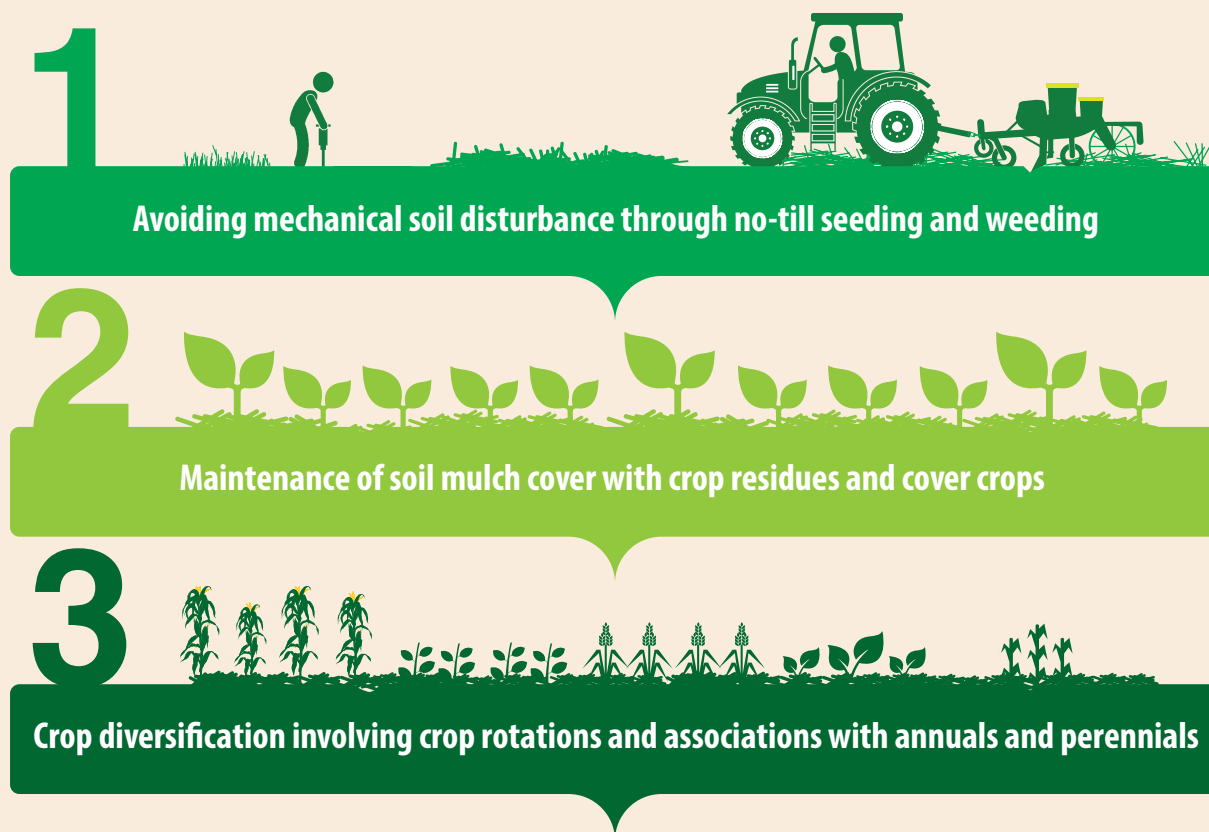 1
Avoiding mechanical soil disturbance through no-till seeding and weeding
2
Maintenance of soil mulch cover with crop residues and cover crops
3
Crop diversification involving crop rotations and associations with annuals and perennials